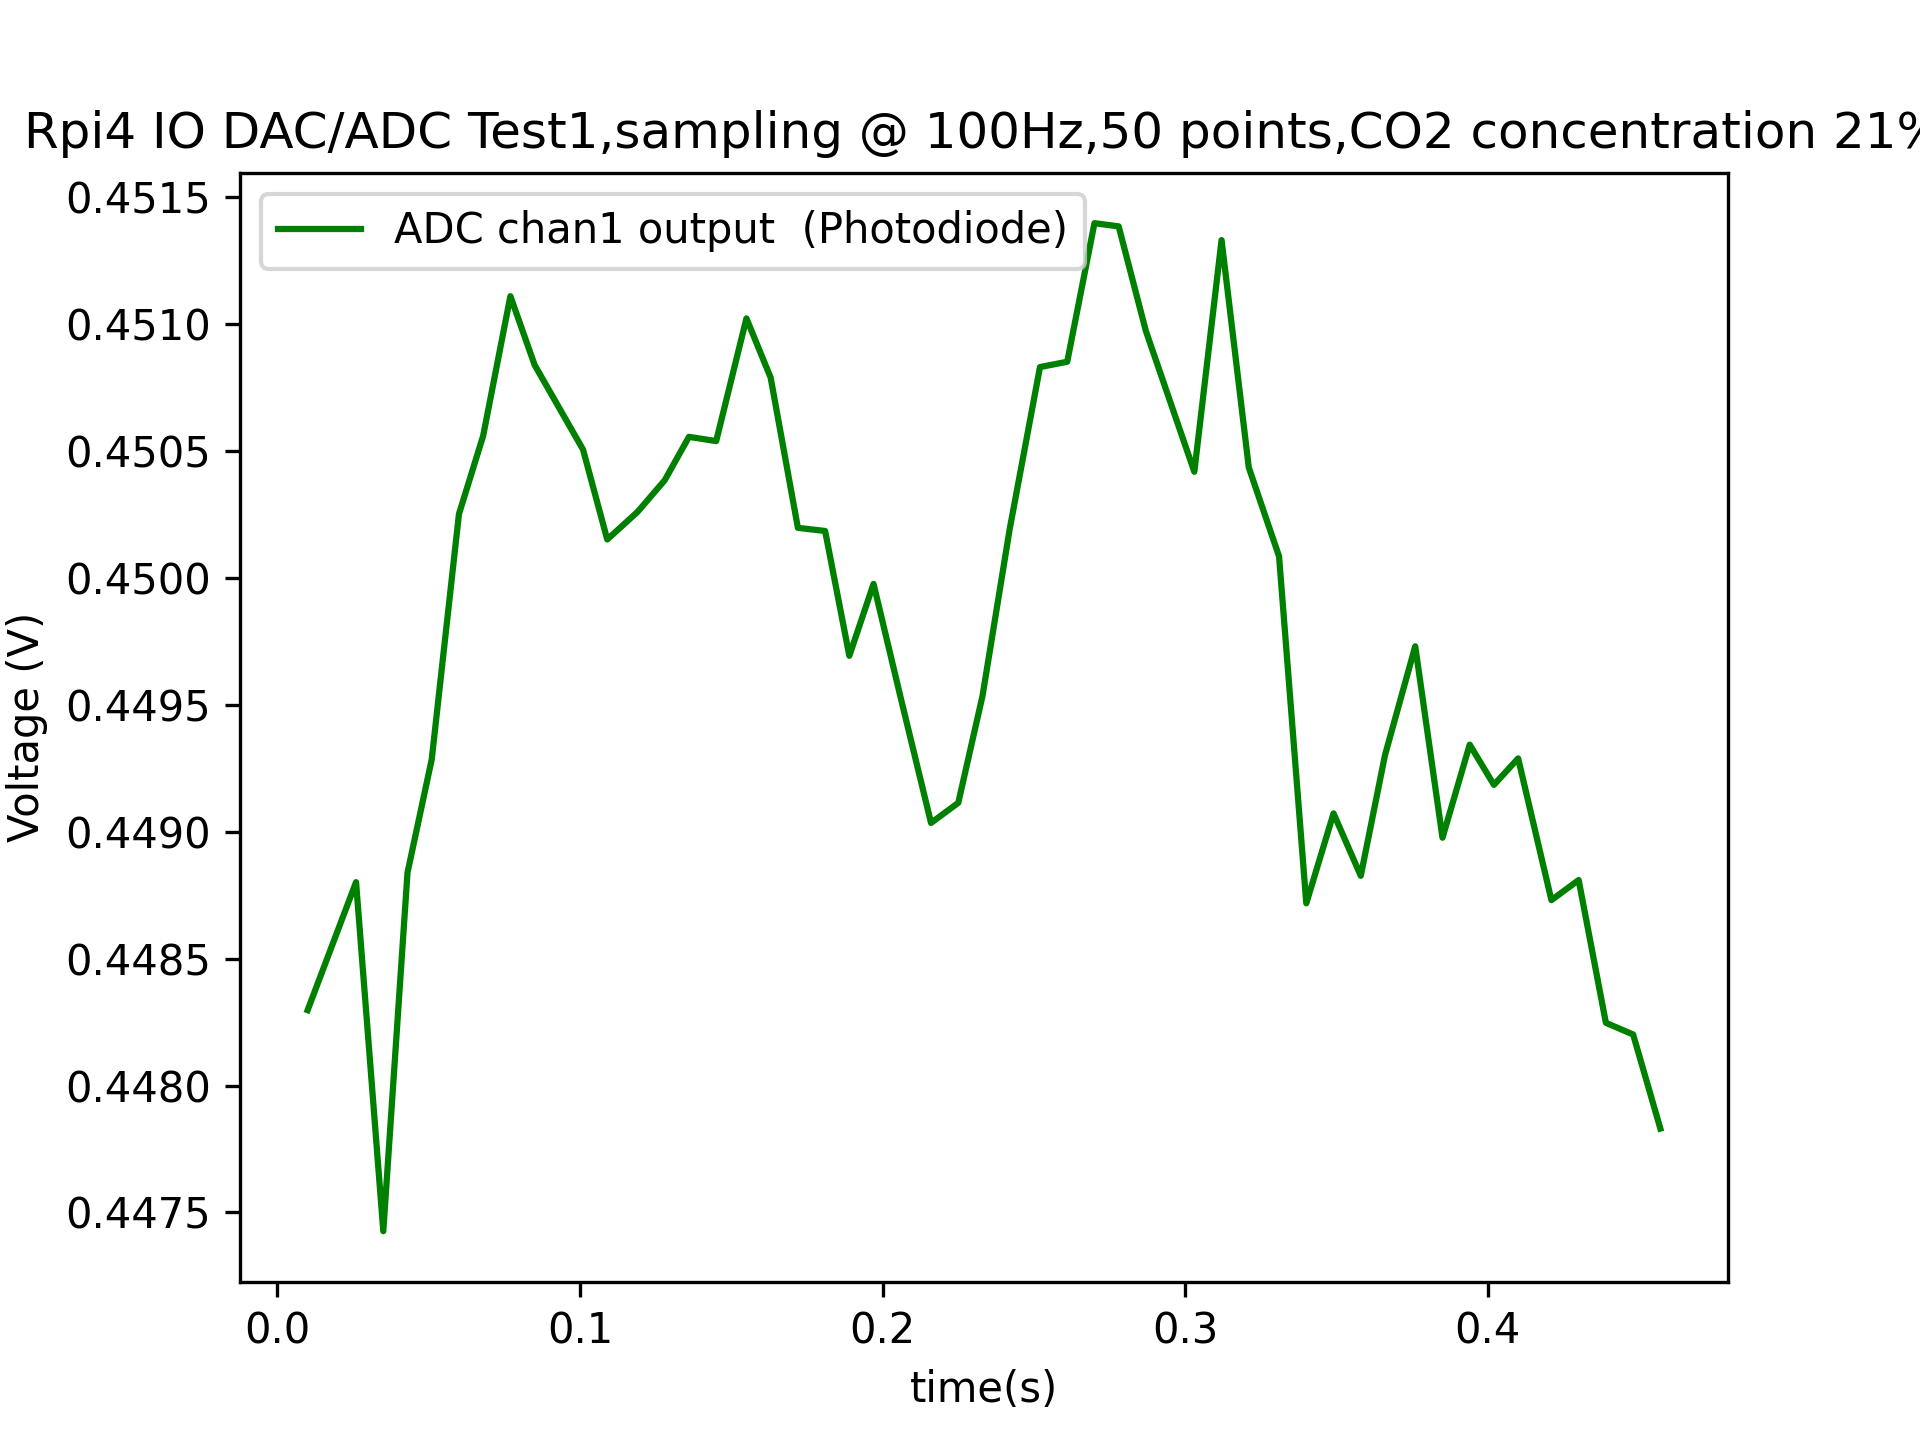 Rpi4 IO DAC/ADC Test1,sampling @ 100Hz,50 points,CO2 concentration 21%
ADC chan1 output  (Photodiode)
0.4515
0.4510
0.4505
0.4500
0.4495
0.4490
0.4485
0.4480
0.4475
Voltage (V)
0.0 0.1 0.2 0.3 0.4
time(s)